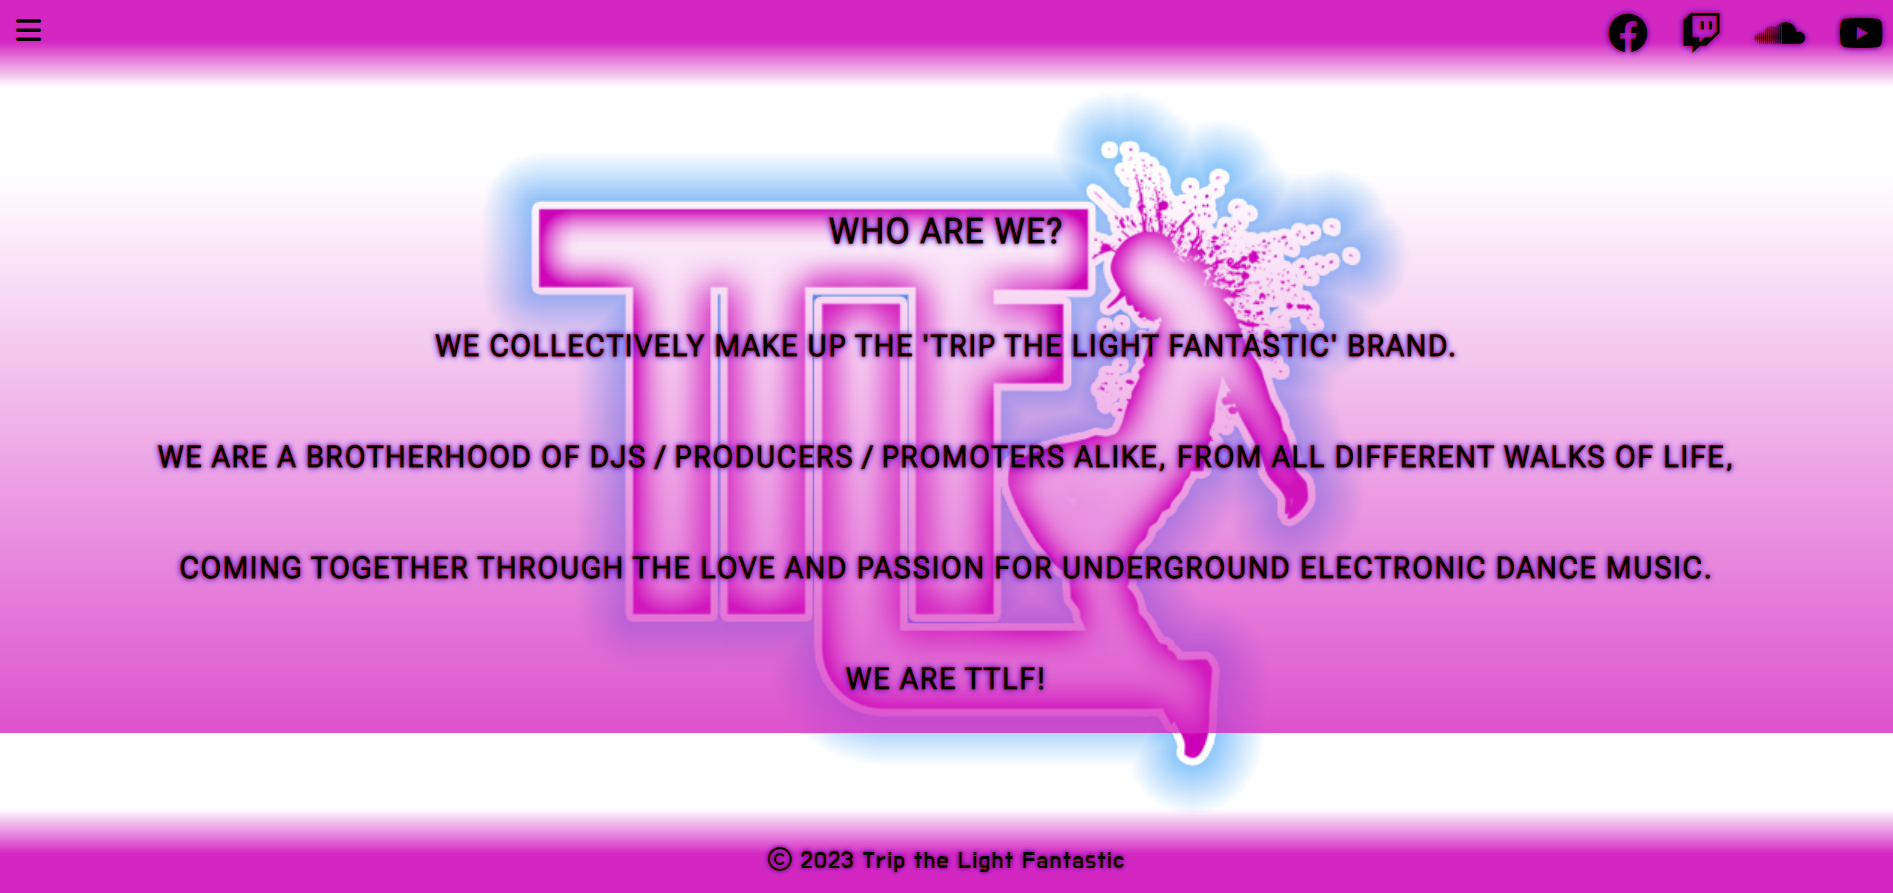 WHO ARE WE?
WE COLLECTIVELY MAKE UP THE 'TRIP THE LIGHT FANTASTIC' BRAND.
WE ARE A BROTHERHOOD OF DJS / PRODUCERS / PROMOTERS ALIKE, FROM ALL DIFFERENT WALKS OF LIFE,
COMING TOGETHER THROUGH THE LOVE AND PASSION FOR UNDERGROUND ELECTRONIC DANCE MUSIC.
WE ARE TTLF!
TTLF
© 2023 Trip the Light Fantastic